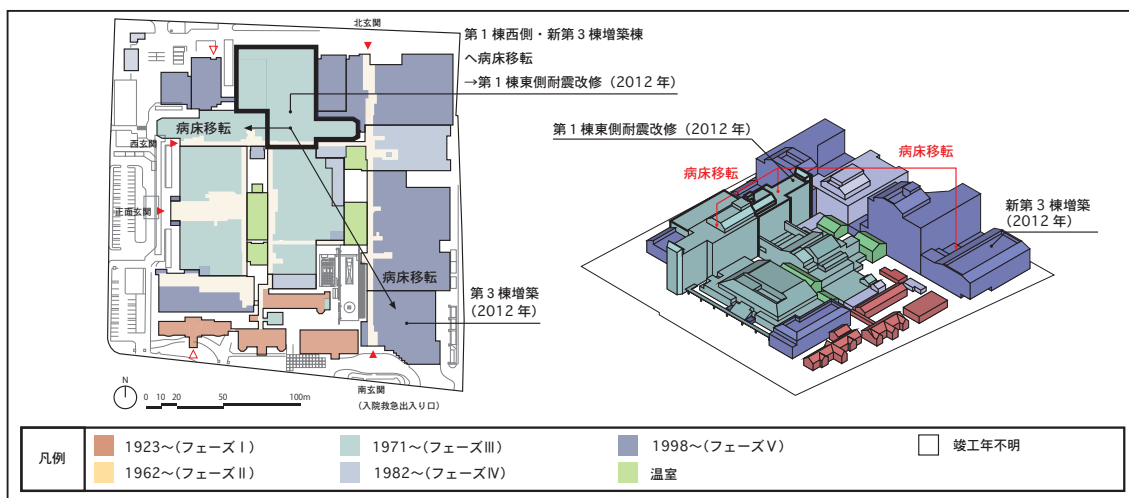 北玄関
第1棟西側・新第3棟増築棟
へ病床移転
→第1棟東側耐震改修(2012 年)
病床移転
西玄関
正面玄関
病床移転
第3棟増築
(2012 年)
南玄関
(入院救急出入り口)
N
0 10 20 50 100m
第1棟東側耐震改修(2012 年)
病床移転
病床移転
新第3棟増築
(2012 年)
凡例
1923〜(フェーズⅠ)
1971〜(フェーズⅢ)
1998〜(フェーズⅤ)
竣工年不明
1962〜(フェーズⅡ)
1982〜(フェーズⅣ)
温室